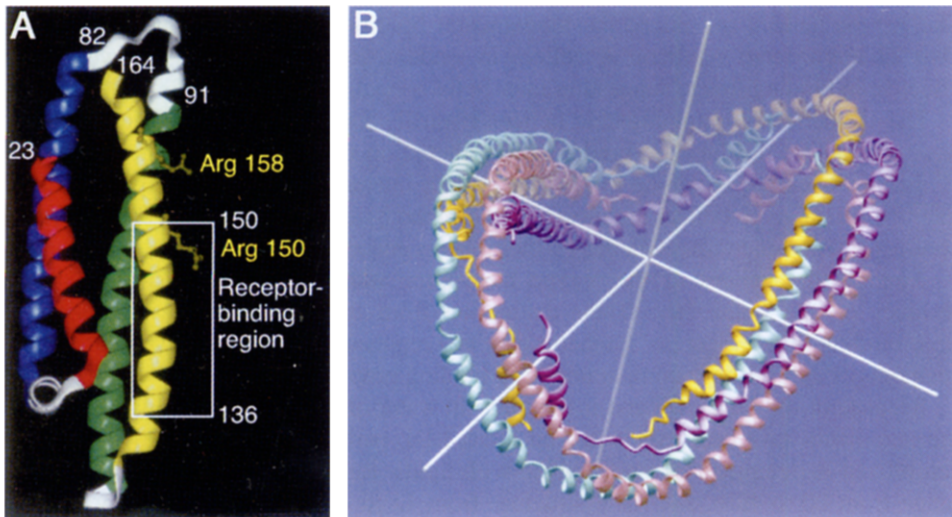 A
82
164
91
23
Arg 158
150
Arg 150
Receptor-
binding
region
136
B